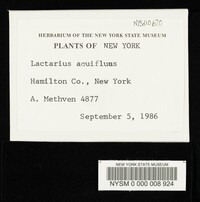 HERBARIUM OF THE NEW YORK STATE MUSEUM
PLANTS OF NEW YORK
Lactarius aquifluus
Hamilton Co., New York
A. Methven 4877
September 5, 1986
NEW YORK STATE MUSEUM
NYSM 0 000 008 924